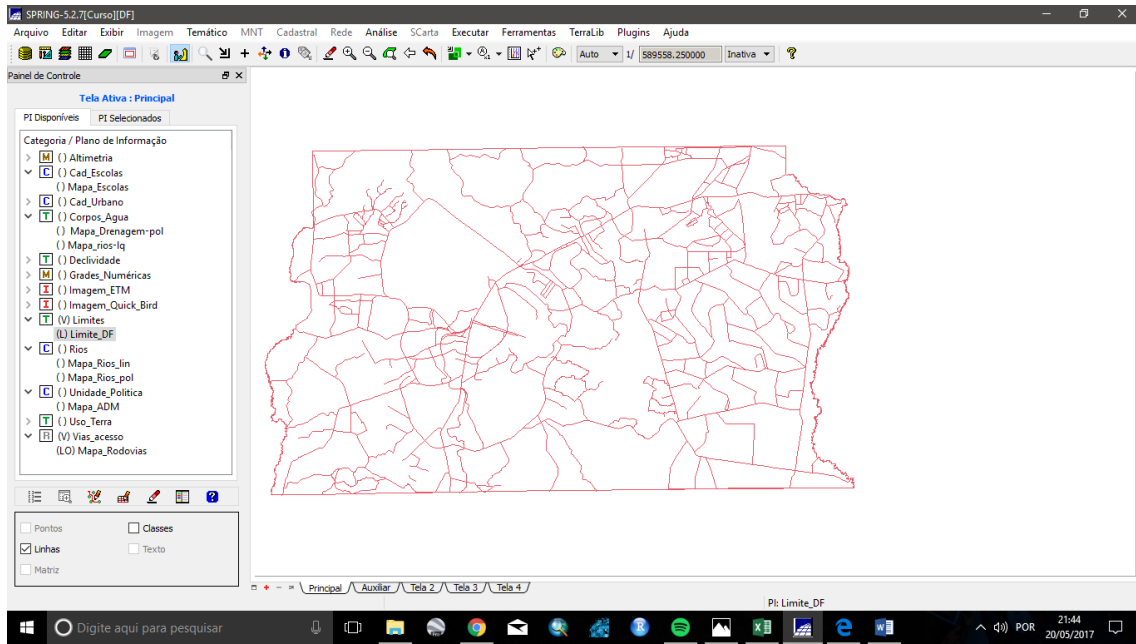 SPRING-5.2.7[Curso][DF]
Arquivo Editar Exibir Imagem Temático MNT Cadastral Rede Análise SCarta Executar Ferramentas TerraLib Plugins Ajuda
Auto 1/ 589558.250000 Inativa
Painel de Controle
Tela Ativa : Principal
PI Disponíveis PI Selecionados
Categoria / Plano de Informação
M () Altimetria
C () Cad_Escolas
() Mapa_Escolas
C () Cad_Urbano
T () Corpos_Agua
() Mapa_Drenagem-pol
() Mapa_rios-lq
T () Declividade
M () Grades_Numéricas
I () Imagem_ETM
I () Imagem_Quick_Bird
T (V) Limites
(L) Limite_DF
C () Rios
() Mapa_Rios_lin
() Mapa_Rios_pol
C () Unidade_Politica
() Mapa_ADM
T () Uso_Terra
R (V) Vias_acesso
(LO) Mapa_Rodovias
Pontos Classes
Linhas Texto
Matriz
Principal Auxiliar Tela 2 Tela 3 Tela 4
PI: Limite_DF
Digite aqui para pesquisar
POR
21:44
20/05/2017